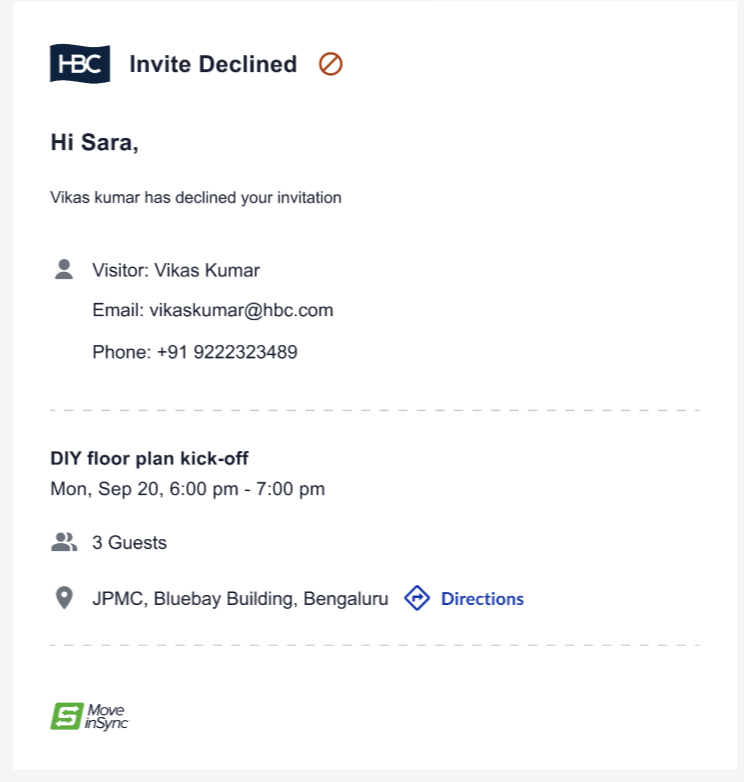 HBC Invite Declined
Hi Sara,
Vikas kumar has declined your invitation
Visitor: Vikas Kumar
Email: vikaskumar@hbc.com
Phone: +91 9222323489
DIY floor plan kick-off
Mon, Sep 20, 6:00 pm - 7:00 pm
3 Guests
JPMC, Bluebay Building, Bengaluru Directions
Move
inSync